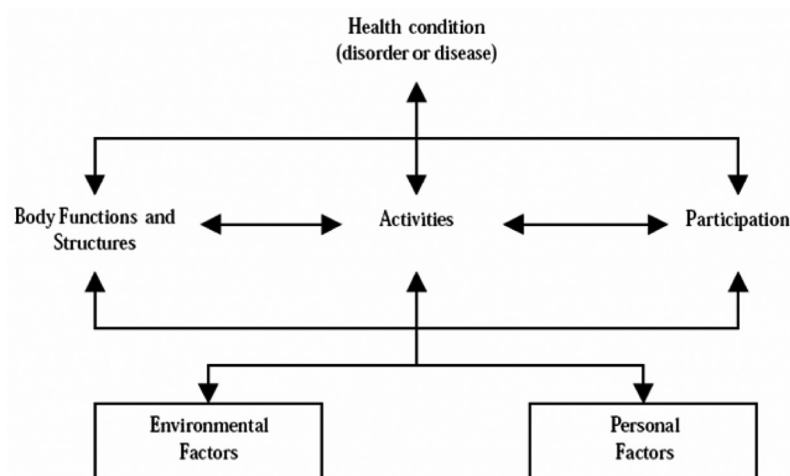 Health condition
(disorder or disease)
Body Functions and
Structures
Activities
Participation
Environmental
Factors
Personal
Factors